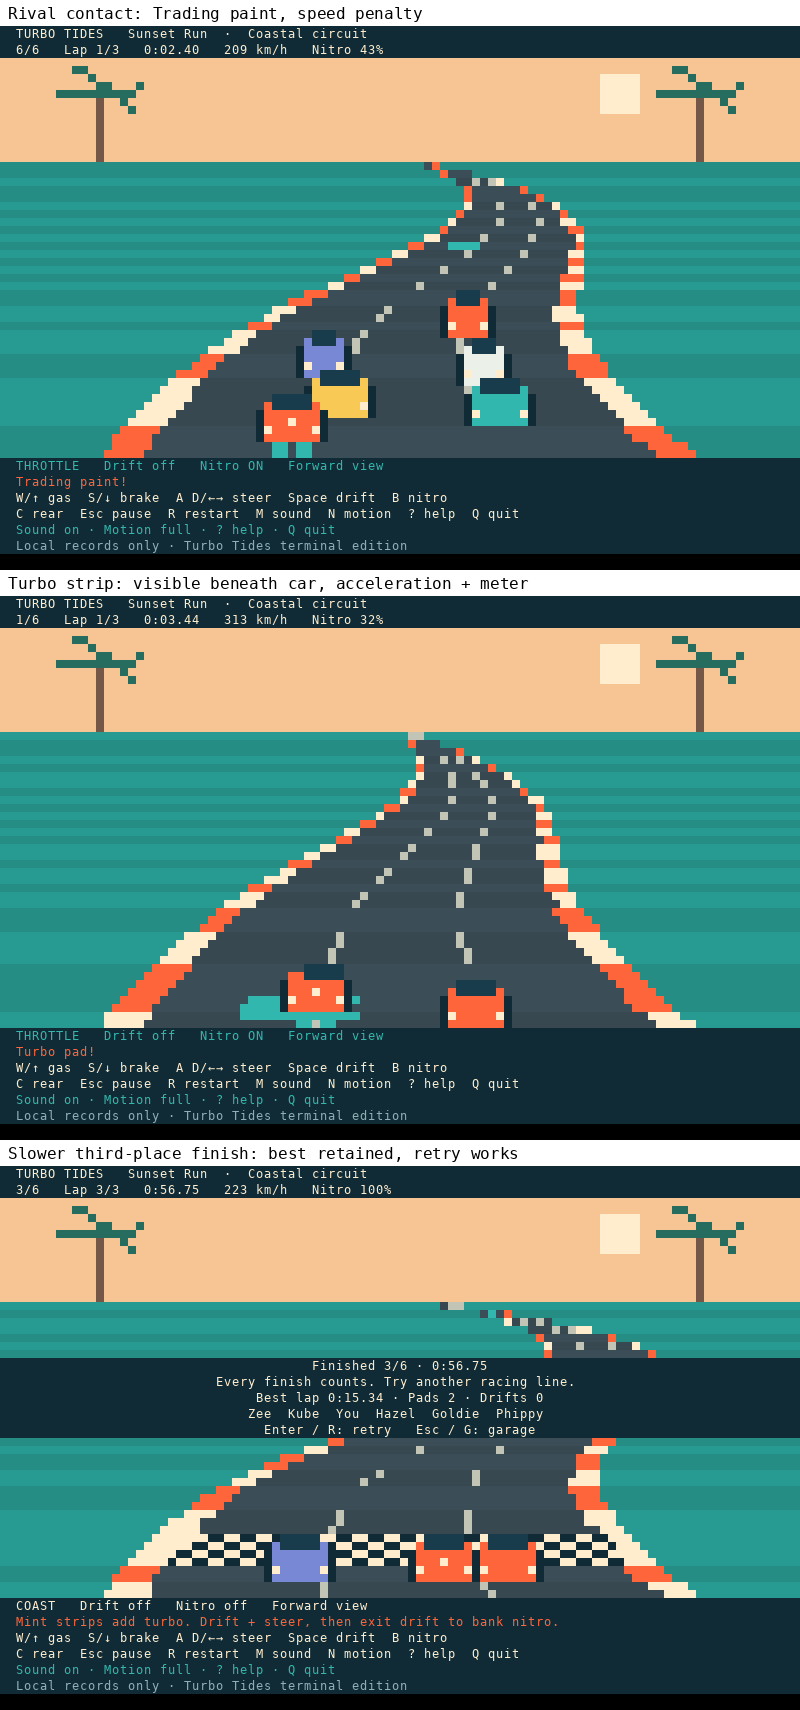 Rival contact: Trading paint, speed penalty
TURBO TIDES   Sunset Run  ·  Coastal circuit
6/6   Lap 1/3   0:02.40   209 km/h   Nitro 43%
THROTTLE   Drift off   Nitro ON   Forward view
Trading paint!
W/↑ gas  S/↓ brake  A D/←→ steer  Space drift  B nitro
C rear  Esc pause  R restart  M sound  N motion  ? help  Q quit
Sound on · Motion full · ? help · Q quit
Local records only · Turbo Tides terminal edition
Turbo strip: visible beneath car, acceleration + meter
TURBO TIDES   Sunset Run  ·  Coastal circuit
1/6   Lap 1/3   0:03.44   313 km/h   Nitro 32%
THROTTLE   Drift off   Nitro ON   Forward view
Turbo pad!
W/↑ gas  S/↓ brake  A D/←→ steer  Space drift  B nitro
C rear  Esc pause  R restart  M sound  N motion  ? help  Q quit
Sound on · Motion full · ? help · Q quit
Local records only · Turbo Tides terminal edition
Slower third-place finish: best retained, retry works
TURBO TIDES   Sunset Run  ·  Coastal circuit
3/6   Lap 3/3   0:56.75   223 km/h   Nitro 100%
Finished 3/6 · 0:56.75
Every finish counts. Try another racing line.
Best lap 0:15.34 · Pads 2 · Drifts 0
Zee  Kube  You  Hazel  Goldie  Phippy
Enter / R: retry   Esc / G: garage
COAST   Drift off   Nitro off   Forward view
Mint strips add turbo. Drift + steer, then exit drift to bank nitro.
W/↑ gas  S/↓ brake  A D/←→ steer  Space drift  B nitro
C rear  Esc pause  R restart  M sound  N motion  ? help  Q quit
Sound on · Motion full · ? help · Q quit
Local records only · Turbo Tides terminal edition